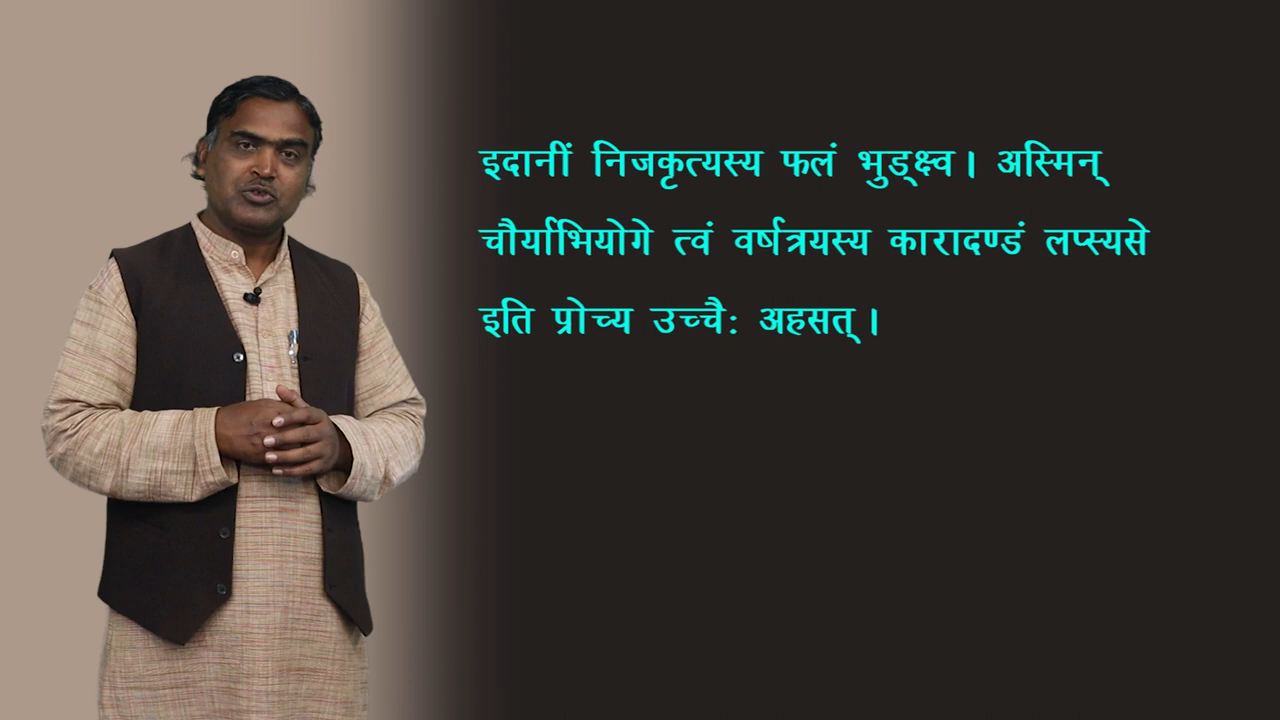 इदानीं निजकृत्यस्य फलं भुड्क्ष्व। अस्मिन्
चौर्याभियोगे त्वं वर्षत्रयस्य कारादण्डं लप्स्यसे
इति प्रोच्य उच्चैः अहसत्।